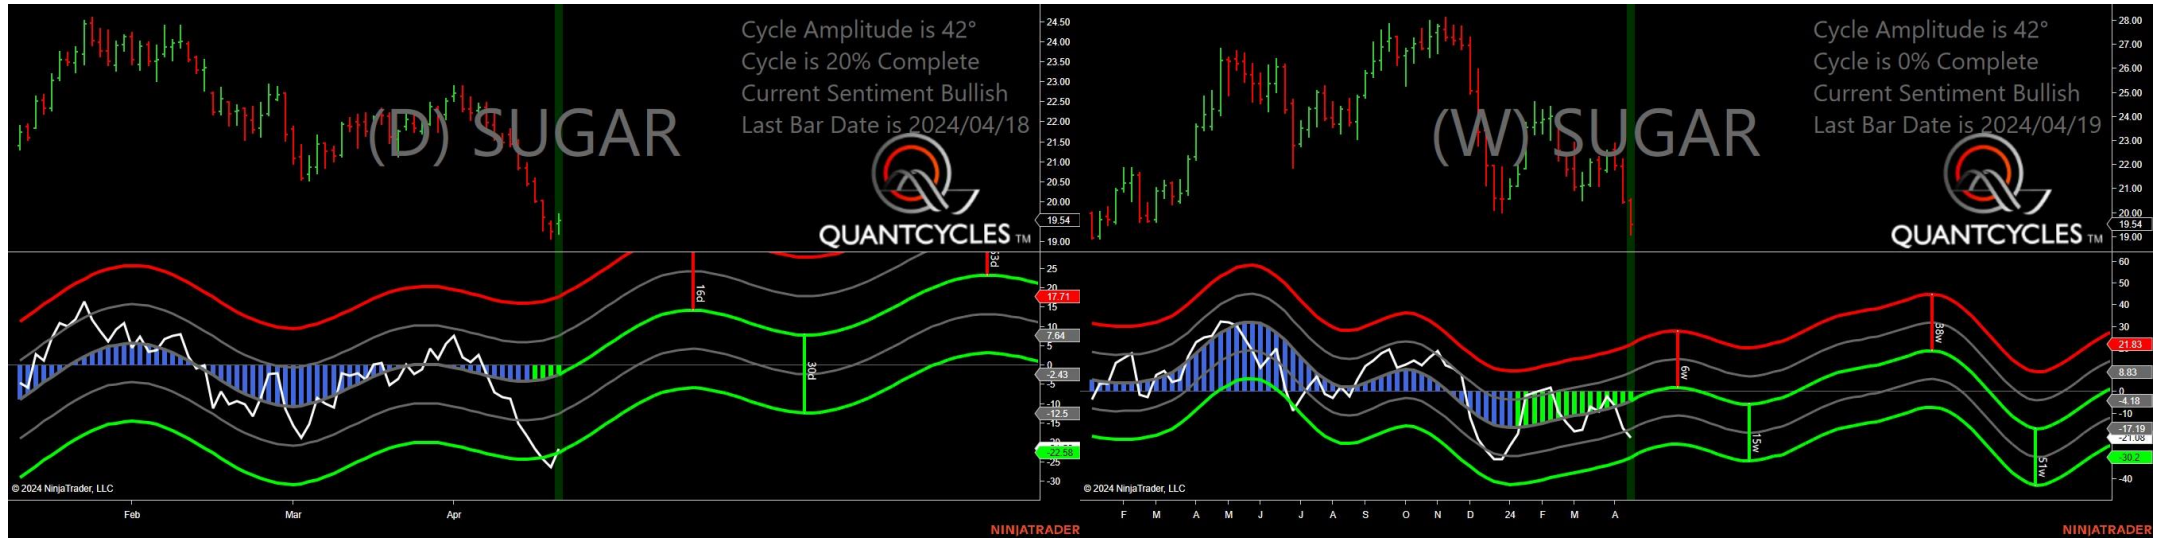 Cycle Amplitude is 42°
Cycle is 20% Complete
Current Sentiment Bullish
Last Bar Date is 2024/04/18
(D) SUGAR
QUANTCYCLES TM
24.50
24.00
23.50
23.00
22.50
22.00
21.50
21.00
20.50
20.00
19.54
19.00
16d
30d
53d
25
17.71
15
10
7.64
5
0
-2.43
-5
-10
-12.5
-15
-20
-22.58
-25
-30
© 2024 NinjaTrader, LLC
Feb Mar Apr
NINJATRADER
Cycle Amplitude is 42°
Cycle is 0% Complete
Current Sentiment Bullish
Last Bar Date is 2024/04/19
(W) SUGAR
QUANTCYCLES TM
28.00
27.00
26.00
25.00
24.00
23.00
22.00
21.00
20.00
19.54
19.00
6w
15w
38w
51w
60
50
40
30
21.83
8.83
0
-4.18
-10
-17.19
-21.08
-30.2
-40
© 2024 NinjaTrader, LLC
F M A M J J A S O N D 24 F M A
NINJATRADER